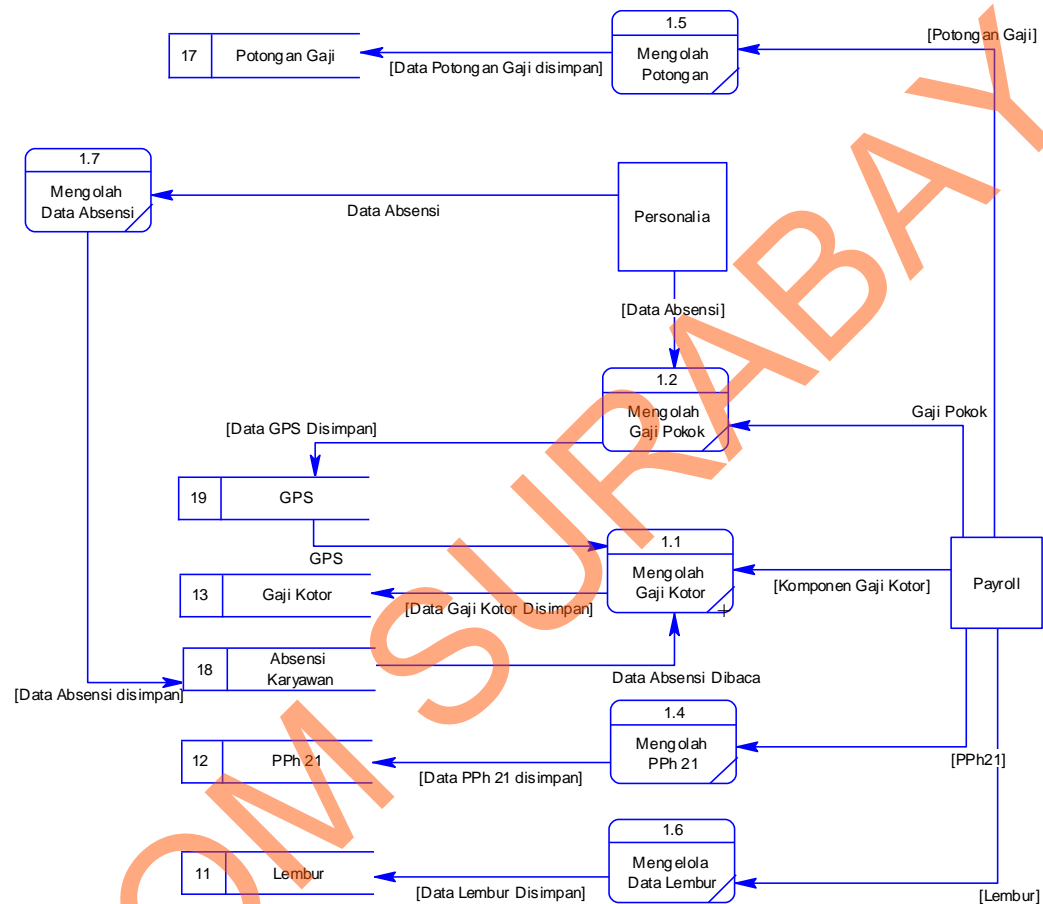 1.5
[Potongan Gaji]
17
Potongan Gaji
Mengolah
Potongan
[Data Potongan Gaji disimpan]
1.7
Mengolah
Data Absensi
Data Absensi
Personalia
[Data Absensi]
1.2
Mengolah
Gaji Pokok
Gaji Pokok
[Data GPS Disimpan]
19
GPS
1.1
GPS
Mengolah
Gaji Kotor
[Komponen Gaji Kotor]
Payroll
13
Gaji Kotor
[Data Gaji Kotor Disimpan]
18
Absensi
Karyawan
Data Absensi Dibaca
[Data Absensi disimpan]
1.4
Mengolah
PPh 21
[PPh21]
12
PPh 21
[Data PPh 21 disimpan]
1.6
Mengelola
Data Lembur
11
Lembur
[Data Lembur Disimpan]
[Lembur]
OM SURABAY